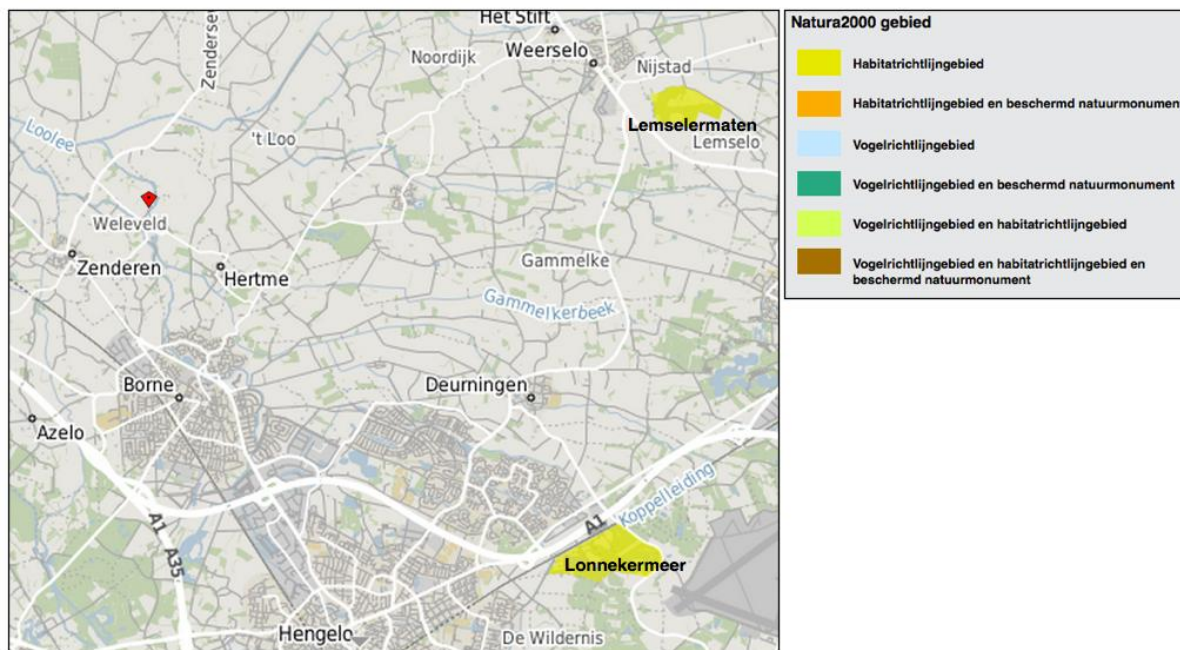 Het Stift
Noordijk
Weerselo
Nijstad
Loolee
't Loo
Lemselermaten
Lemselo
Weleveld
Zenderen
Hertme
Gammelke
Gammelkerbeek
Borne
Deurningen
Azelo
Koppelleiding
A1
A1
A35
Lonnekermeer
Hengelo
De Wildernis
Natura2000 gebied
Habitatrichtlijngebied
Habitatrichtlijngebied en beschermd natuurmonument
Vogelrichtlijngebied
Vogelrichtlijngebied en beschermd natuurmonument
Vogelrichtlijngebied en habitatrichtlijngebied
Vogelrichtlijngebied en habitatrichtlijngebied en
beschermd natuurmonument